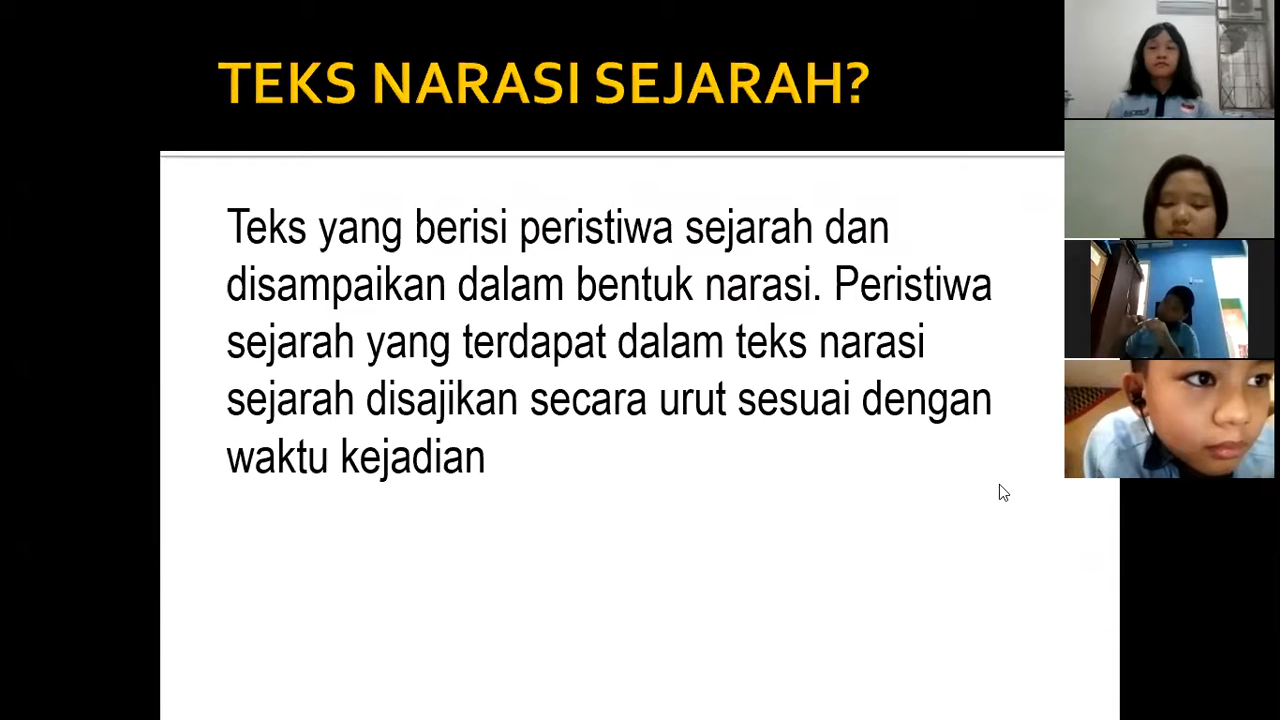 TEKS NARASI SEJARAH?
Teks yang berisi peristiwa sejarah dan
disampaikan dalam bentuk narasi. Peristiwa
sejarah yang terdapat dalam teks narasi
sejarah disajikan secara urut sesuai dengan
waktu kejadian